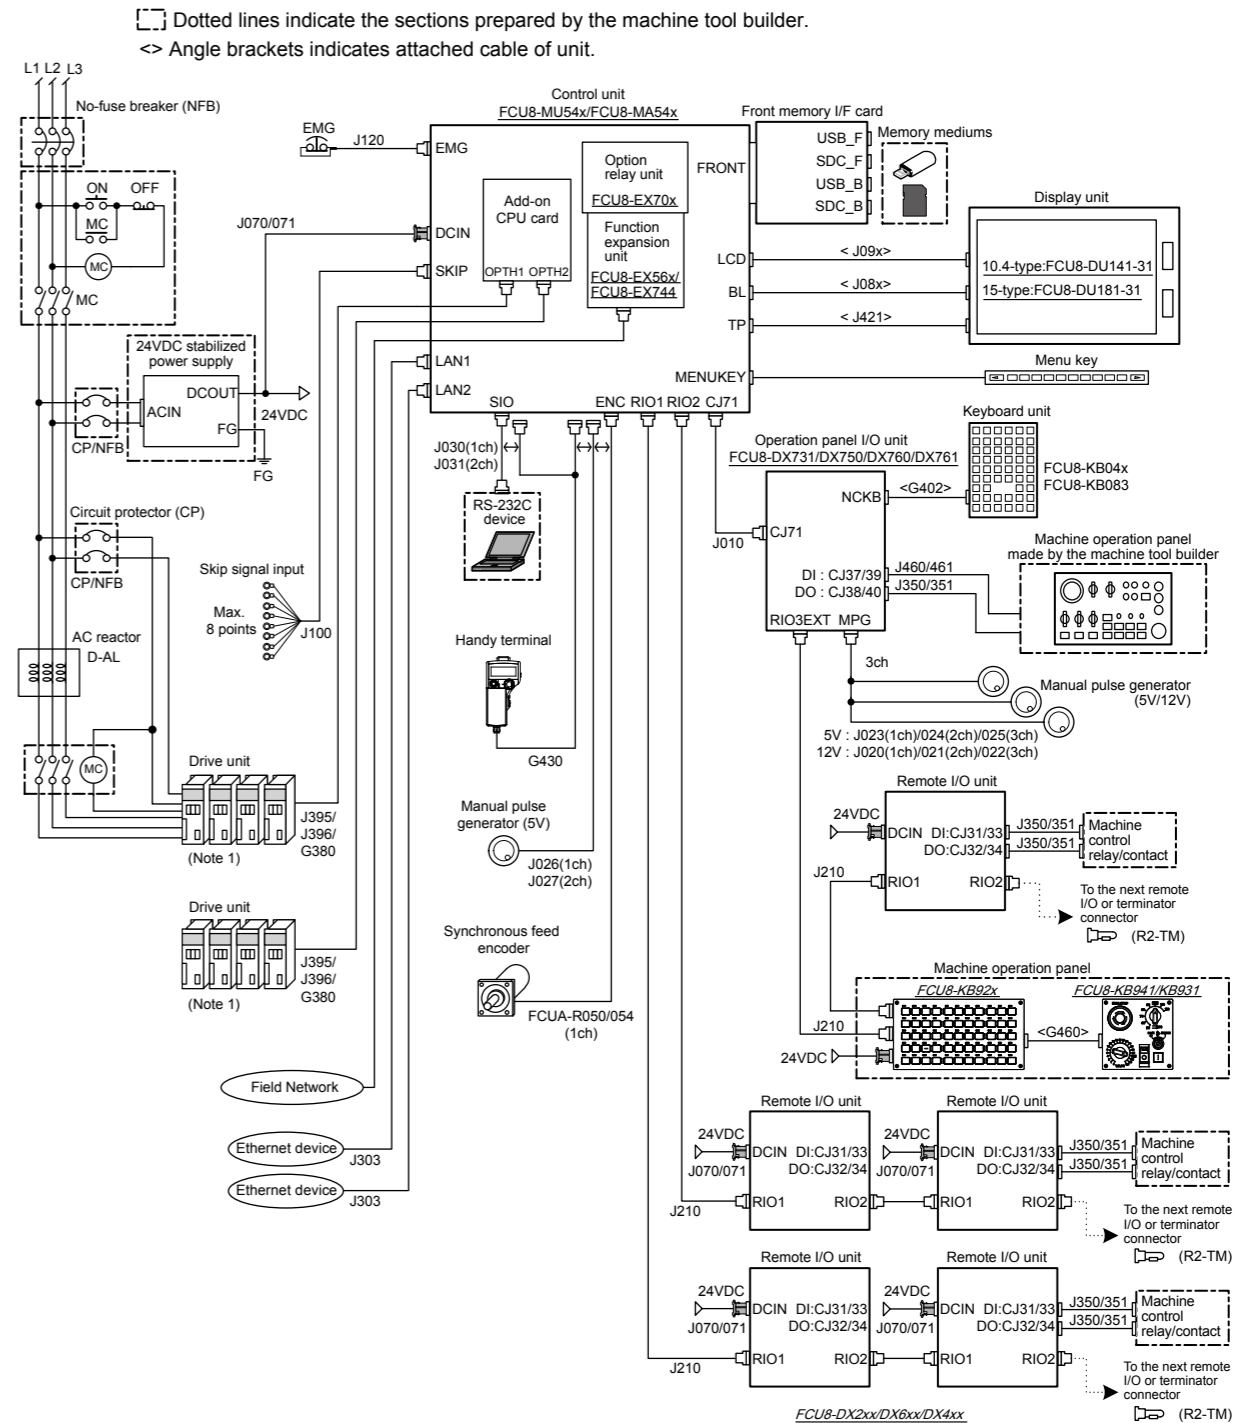 Dotted lines indicate the sections prepared by the machine tool builder.
<> Angle brackets indicates attached cable of unit.
L1 L2 L3
No-fuse breaker (NFB)
ON OFF
MC
MC
MC
24VDC stabilized
power supply
DCOUT
ACIN
FG
24VDC
FG
CP/NFB
J070/071
Circuit protector (CP)
CP/NFB
Skip signal input
Max.
8 points
J100
AC reactor
D-AL
MC
Drive unit
(Note 1)
J395/
J396/
G380
Drive unit
(Note 1)
J395/
J396/
G380
Field Network
Ethernet device
J303
Ethernet device
J303
EMG
J120
Control unit
FCU8-MU54x/FCU8-MA54x
EMG
DCIN
SKIP
LAN1
LAN2
Add-on
CPU card
OPTH1 OPTH2
Option
relay unit
FCU8-EX70x
Function
expansion
unit
FCU8-EX56x/
FCU8-EX744
FRONT
LCD
BL
TP
MENUKEY
SIO
ENC RIO1 RIO2 CJ71
J030(1ch)
J031(2ch)
RS-232C
device
Handy terminal
G430
Manual pulse
generator (5V)
J026(1ch)
J027(2ch)
Synchronous feed
encoder
FCUA-R050/054
(1ch)
Front memory I/F card
USB_F
SDC_F
USB_B
SDC_B
Memory mediums
Display unit
< J09x>
< J08x>
< J421>
10.4-type:FCU8-DU141-31
15-type:FCU8-DU181-31
Menu key
Keyboard unit
FCU8-KB04x
FCU8-KB083
Operation panel I/O unit
FCU8-DX731/DX750/DX760/DX761
NCKB
<G402>
CJ71
J010
DI : CJ37/39
DO : CJ38/40
J460/461
J350/351
RIO3EXT MPG
Machine operation panel
made by the machine tool builder
3ch
Manual pulse generator
(5V/12V)
5V : J023(1ch)/024(2ch)/025(3ch)
12V : J020(1ch)/021(2ch)/022(3ch)
Remote I/O unit
24VDC
DCIN DI:CJ31/33
DO:CJ32/34
J350/351
J350/351
Machine
control
relay/contact
J210
RIO1 RIO2
To the next remote
I/O or terminator
connector
(R2-TM)
Machine operation panel
FCU8-KB92x
FCU8-KB941/KB931
J210
24VDC
<G460>
Remote I/O unit
Remote I/O unit
24VDC
DCIN DI:CJ31/33
DO:CJ32/34
J070/071
24VDC
DCIN DI:CJ31/33
DO:CJ32/34
J070/071
J350/351
J350/351
Machine
control
relay/contact
J210
RIO1 RIO2
RIO1 RIO2
To the next remote
I/O or terminator
connector
(R2-TM)
Remote I/O unit
Remote I/O unit
24VDC
DCIN DI:CJ31/33
DO:CJ32/34
J070/071
24VDC
DCIN DI:CJ31/33
DO:CJ32/34
J070/071
J350/351
J350/351
Machine
control
relay/contact
J210
RIO1 RIO2
RIO1 RIO2
To the next remote
I/O or terminator
connector
(R2-TM)
FCU8-DX2xx/DX6xx/DX4xx